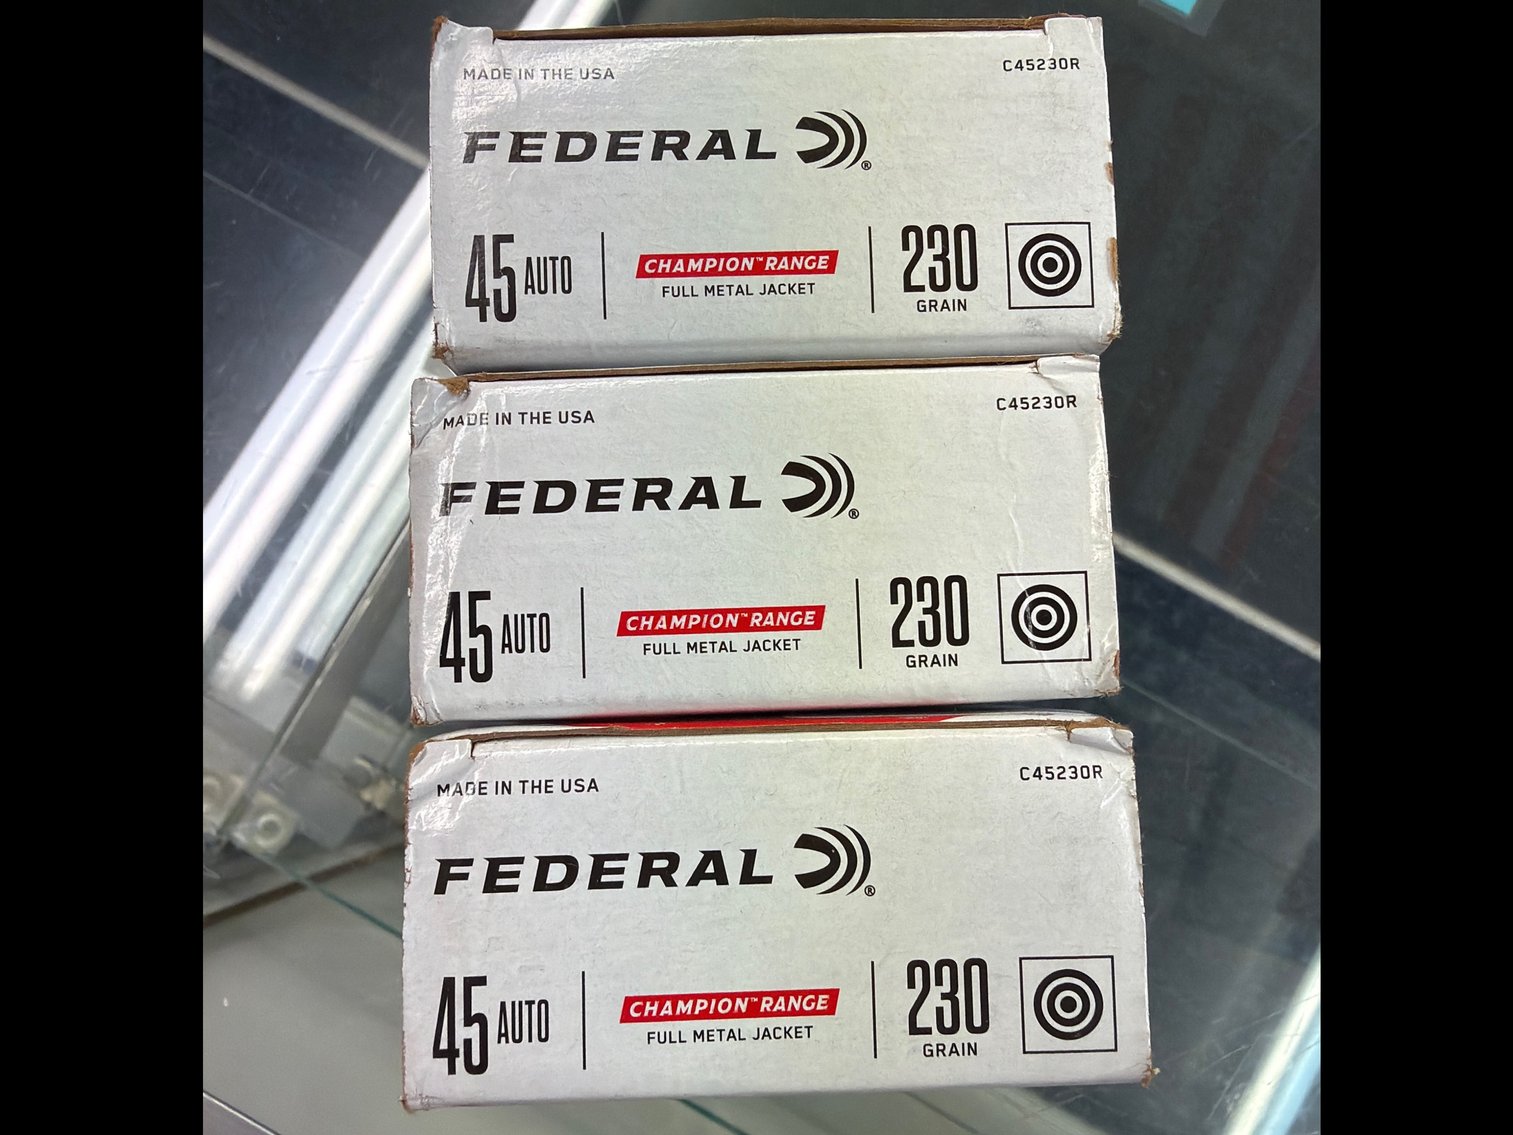 MADE IN THE USA C45230R
FEDERAL ®
45 AUTO CHAMPION™ RANGE 230
FULL METAL JACKET GRAIN
MADE IN THE USA C45230R
FEDERAL ®
45 AUTO CHAMPION™ RANGE 230
FULL METAL JACKET GRAIN
MADE IN THE USA C45230R
FEDERAL ®
45 AUTO CHAMPION™ RANGE 230
FULL METAL JACKET GRAIN